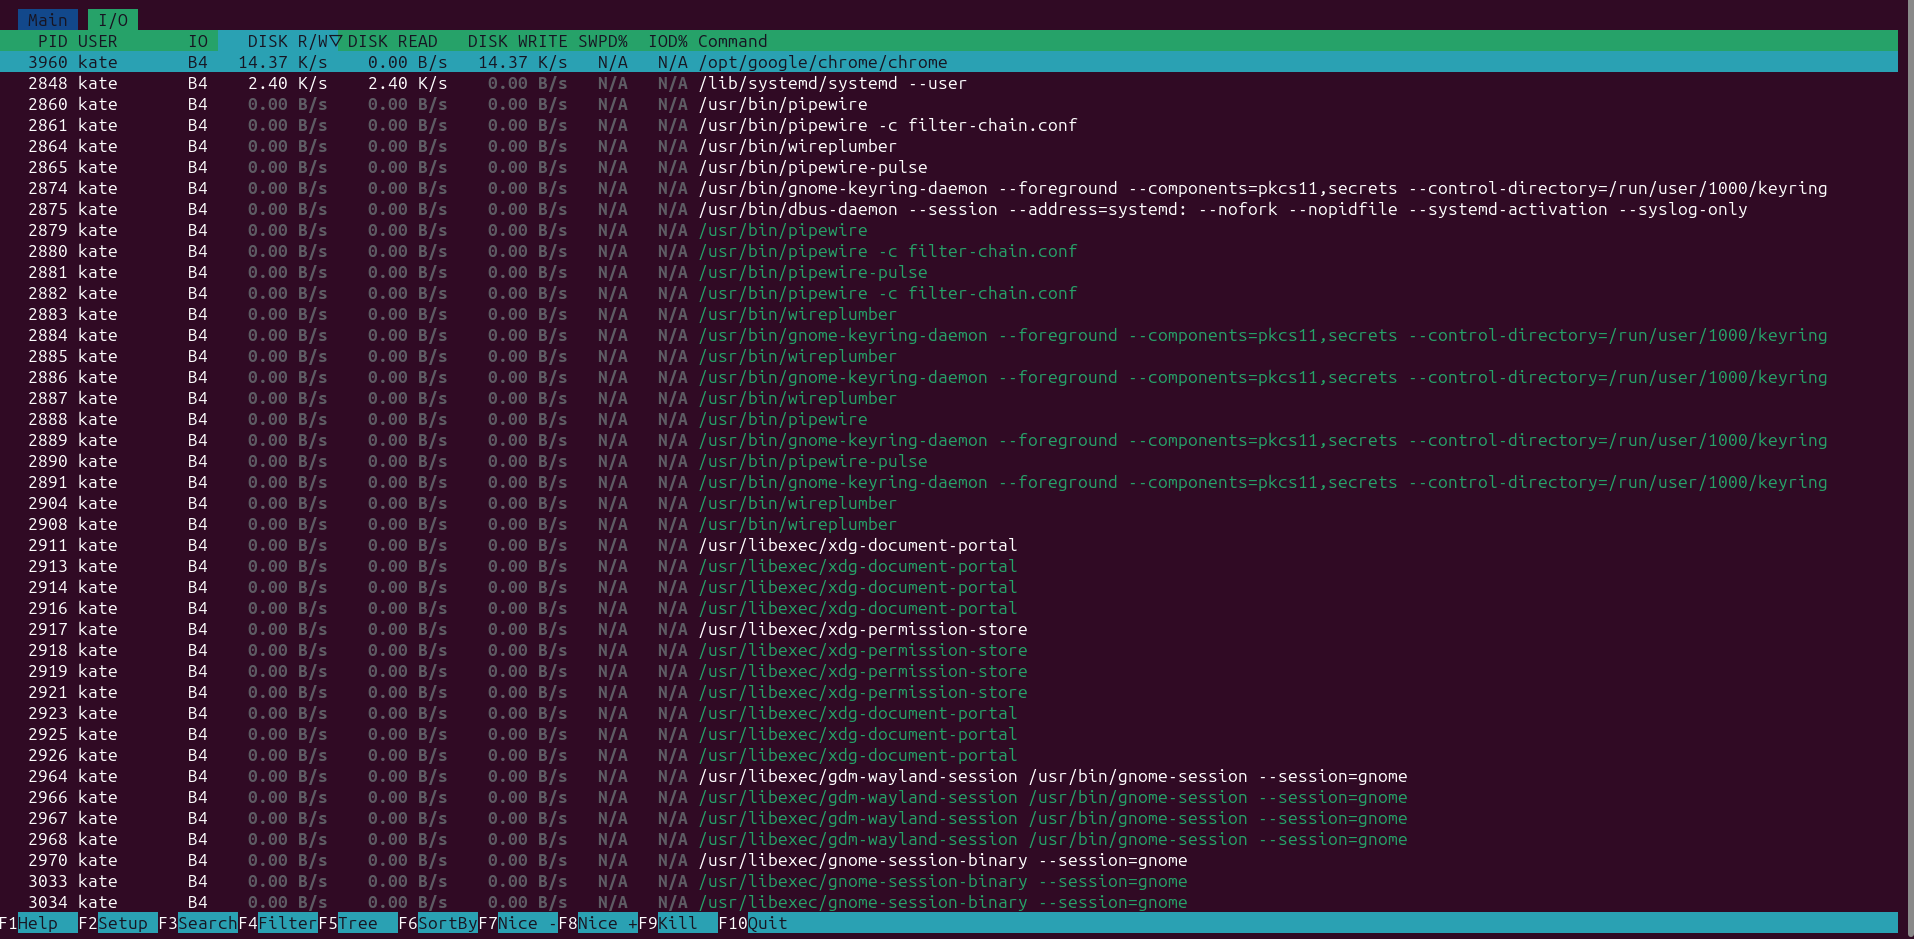 Main I/O
PID USER IO DISK R/W▽ DISK READ DISK WRITE SWPD% IOD% Command
3960 kate B4 14.37 K/s 0.00 B/s 14.37 K/s N/A N/A /opt/google/chrome/chrome
2848 kate B4 2.40 K/s 2.40 K/s 0.00 B/s N/A N/A /lib/systemd/systemd --user
2860 kate B4 0.00 B/s 0.00 B/s 0.00 B/s N/A N/A /usr/bin/pipewire
2861 kate B4 0.00 B/s 0.00 B/s 0.00 B/s N/A N/A /usr/bin/pipewire -c filter-chain.conf
2864 kate B4 0.00 B/s 0.00 B/s 0.00 B/s N/A N/A /usr/bin/wireplumber
2865 kate B4 0.00 B/s 0.00 B/s 0.00 B/s N/A N/A /usr/bin/pipewire-pulse
2874 kate B4 0.00 B/s 0.00 B/s 0.00 B/s N/A N/A /usr/bin/gnome-keyring-daemon --foreground --components=pkcs11,secrets --control-directory=/run/user/1000/keyring
2875 kate B4 0.00 B/s 0.00 B/s 0.00 B/s N/A N/A /usr/bin/dbus-daemon --session --address=systemd: --nofork --nopidfile --systemd-activation --syslog-only
2879 kate B4 0.00 B/s 0.00 B/s 0.00 B/s N/A N/A /usr/bin/pipewire
2880 kate B4 0.00 B/s 0.00 B/s 0.00 B/s N/A N/A /usr/bin/pipewire -c filter-chain.conf
2881 kate B4 0.00 B/s 0.00 B/s 0.00 B/s N/A N/A /usr/bin/pipewire-pulse
2882 kate B4 0.00 B/s 0.00 B/s 0.00 B/s N/A N/A /usr/bin/pipewire -c filter-chain.conf
2883 kate B4 0.00 B/s 0.00 B/s 0.00 B/s N/A N/A /usr/bin/wireplumber
2884 kate B4 0.00 B/s 0.00 B/s 0.00 B/s N/A N/A /usr/bin/gnome-keyring-daemon --foreground --components=pkcs11,secrets --control-directory=/run/user/1000/keyring
2885 kate B4 0.00 B/s 0.00 B/s 0.00 B/s N/A N/A /usr/bin/wireplumber
2886 kate B4 0.00 B/s 0.00 B/s 0.00 B/s N/A N/A /usr/bin/gnome-keyring-daemon --foreground --components=pkcs11,secrets --control-directory=/run/user/1000/keyring
2887 kate B4 0.00 B/s 0.00 B/s 0.00 B/s N/A N/A /usr/bin/wireplumber
2888 kate B4 0.00 B/s 0.00 B/s 0.00 B/s N/A N/A /usr/bin/pipewire
2889 kate B4 0.00 B/s 0.00 B/s 0.00 B/s N/A N/A /usr/bin/gnome-keyring-daemon --foreground --components=pkcs11,secrets --control-directory=/run/user/1000/keyring
2890 kate B4 0.00 B/s 0.00 B/s 0.00 B/s N/A N/A /usr/bin/pipewire-pulse
2891 kate B4 0.00 B/s 0.00 B/s 0.00 B/s N/A N/A /usr/bin/gnome-keyring-daemon --foreground --components=pkcs11,secrets --control-directory=/run/user/1000/keyring
2904 kate B4 0.00 B/s 0.00 B/s 0.00 B/s N/A N/A /usr/bin/wireplumber
2908 kate B4 0.00 B/s 0.00 B/s 0.00 B/s N/A N/A /usr/bin/wireplumber
2911 kate B4 0.00 B/s 0.00 B/s 0.00 B/s N/A N/A /usr/libexec/xdg-document-portal
2913 kate B4 0.00 B/s 0.00 B/s 0.00 B/s N/A N/A /usr/libexec/xdg-document-portal
2914 kate B4 0.00 B/s 0.00 B/s 0.00 B/s N/A N/A /usr/libexec/xdg-document-portal
2916 kate B4 0.00 B/s 0.00 B/s 0.00 B/s N/A N/A /usr/libexec/xdg-document-portal
2917 kate B4 0.00 B/s 0.00 B/s 0.00 B/s N/A N/A /usr/libexec/xdg-permission-store
2918 kate B4 0.00 B/s 0.00 B/s 0.00 B/s N/A N/A /usr/libexec/xdg-permission-store
2919 kate B4 0.00 B/s 0.00 B/s 0.00 B/s N/A N/A /usr/libexec/xdg-permission-store
2921 kate B4 0.00 B/s 0.00 B/s 0.00 B/s N/A N/A /usr/libexec/xdg-permission-store
2923 kate B4 0.00 B/s 0.00 B/s 0.00 B/s N/A N/A /usr/libexec/xdg-document-portal
2925 kate B4 0.00 B/s 0.00 B/s 0.00 B/s N/A N/A /usr/libexec/xdg-document-portal
2926 kate B4 0.00 B/s 0.00 B/s 0.00 B/s N/A N/A /usr/libexec/xdg-document-portal
2964 kate B4 0.00 B/s 0.00 B/s 0.00 B/s N/A N/A /usr/libexec/gdm-wayland-session /usr/bin/gnome-session --session=gnome
2966 kate B4 0.00 B/s 0.00 B/s 0.00 B/s N/A N/A /usr/libexec/gdm-wayland-session /usr/bin/gnome-session --session=gnome
2967 kate B4 0.00 B/s 0.00 B/s 0.00 B/s N/A N/A /usr/libexec/gdm-wayland-session /usr/bin/gnome-session --session=gnome
2968 kate B4 0.00 B/s 0.00 B/s 0.00 B/s N/A N/A /usr/libexec/gdm-wayland-session /usr/bin/gnome-session --session=gnome
2970 kate B4 0.00 B/s 0.00 B/s 0.00 B/s N/A N/A /usr/libexec/gnome-session-binary --session=gnome
3033 kate B4 0.00 B/s 0.00 B/s 0.00 B/s N/A N/A /usr/libexec/gnome-session-binary --session=gnome
3034 kate B4 0.00 B/s 0.00 B/s 0.00 B/s N/A N/A /usr/libexec/gnome-session-binary --session=gnome
F1Help F2Setup F3SearchF4FilterF5Tree F6SortByF7Nice -F8Nice +F9Kill F10Quit